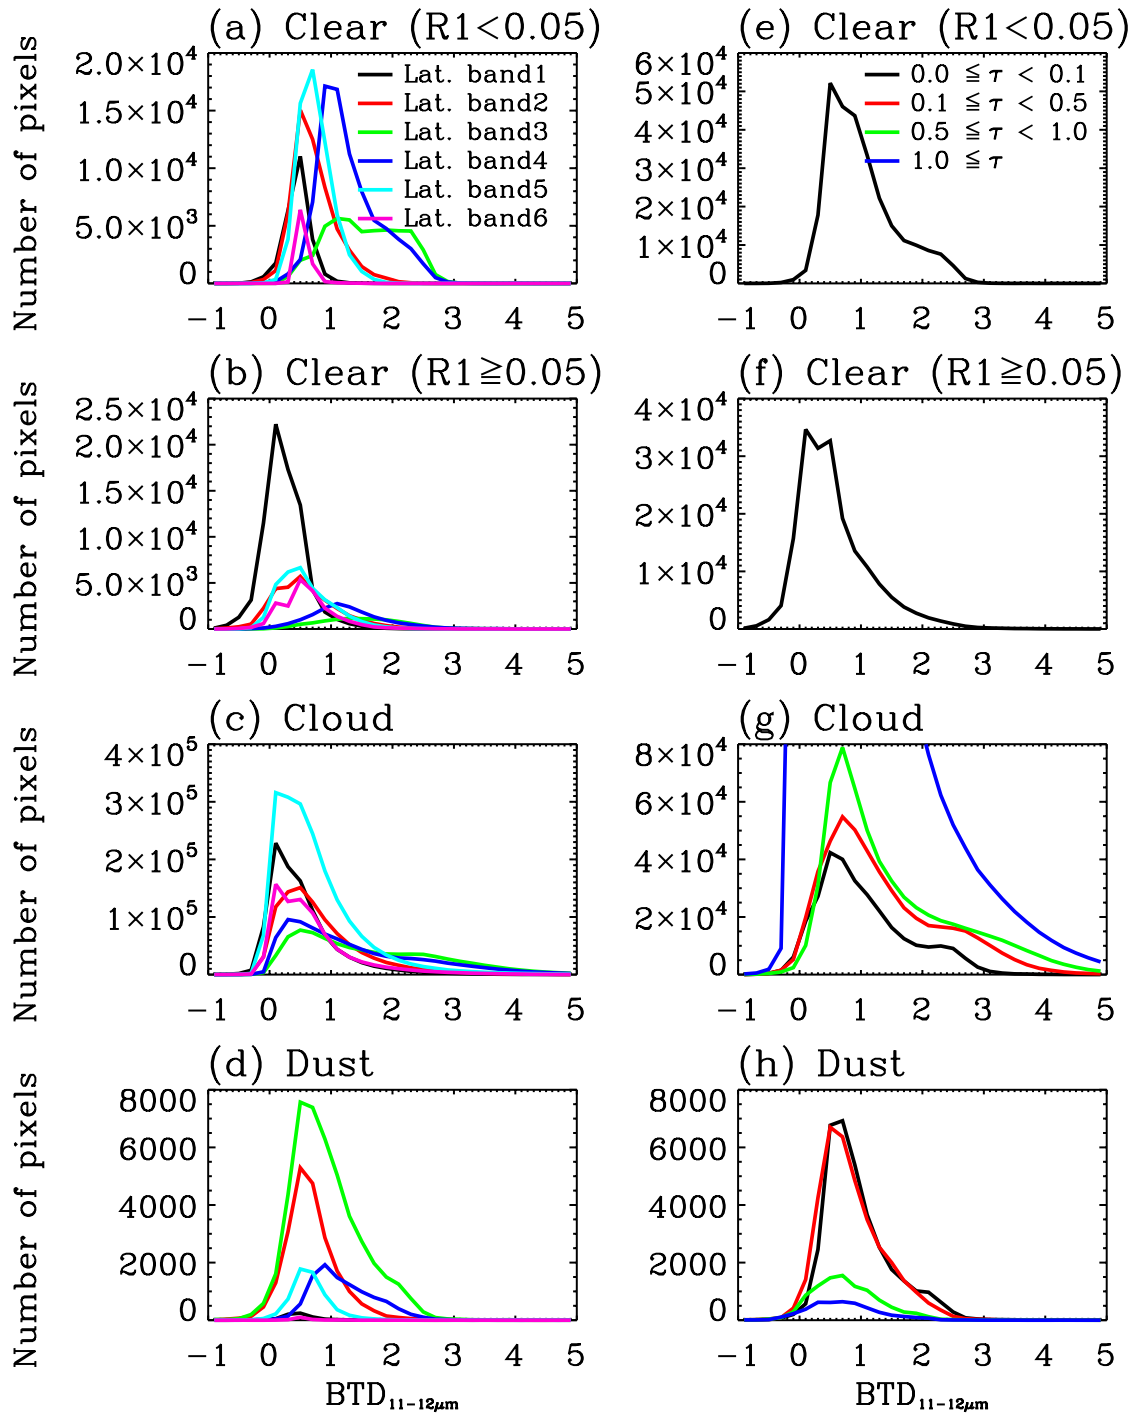 (a) Clear (R1<0.05)
Number of pixels
2.0×10⁴
1.5×10⁴
1.0×10⁴
5.0×10³
0
Lat. band1
Lat. band2
Lat. band3
Lat. band4
Lat. band5
Lat. band6
−1 0 1 2 3 4 5
(e) Clear (R1<0.05)
6×10⁴
5×10⁴
4×10⁴
3×10⁴
2×10⁴
1×10⁴
0
0.0 ≦ τ < 0.1
0.1 ≦ τ < 0.5
0.5 ≦ τ < 1.0
1.0 ≦ τ
−1 0 1 2 3 4 5
(b) Clear (R1≧0.05)
Number of pixels
2.5×10⁴
2.0×10⁴
1.5×10⁴
1.0×10⁴
5.0×10³
0
−1 0 1 2 3 4 5
(f) Clear (R1≧0.05)
4×10⁴
3×10⁴
2×10⁴
1×10⁴
0
−1 0 1 2 3 4 5
(c) Cloud
Number of pixels
4×10⁵
3×10⁵
2×10⁵
1×10⁵
0
−1 0 1 2 3 4 5
(g) Cloud
8×10⁴
6×10⁴
4×10⁴
2×10⁴
0
−1 0 1 2 3 4 5
(d) Dust
Number of pixels
8000
6000
4000
2000
0
−1 0 1 2 3 4 5
BTD₁₁₋₁₂μm
(h) Dust
8000
6000
4000
2000
0
−1 0 1 2 3 4 5
BTD₁₁₋₁₂μm